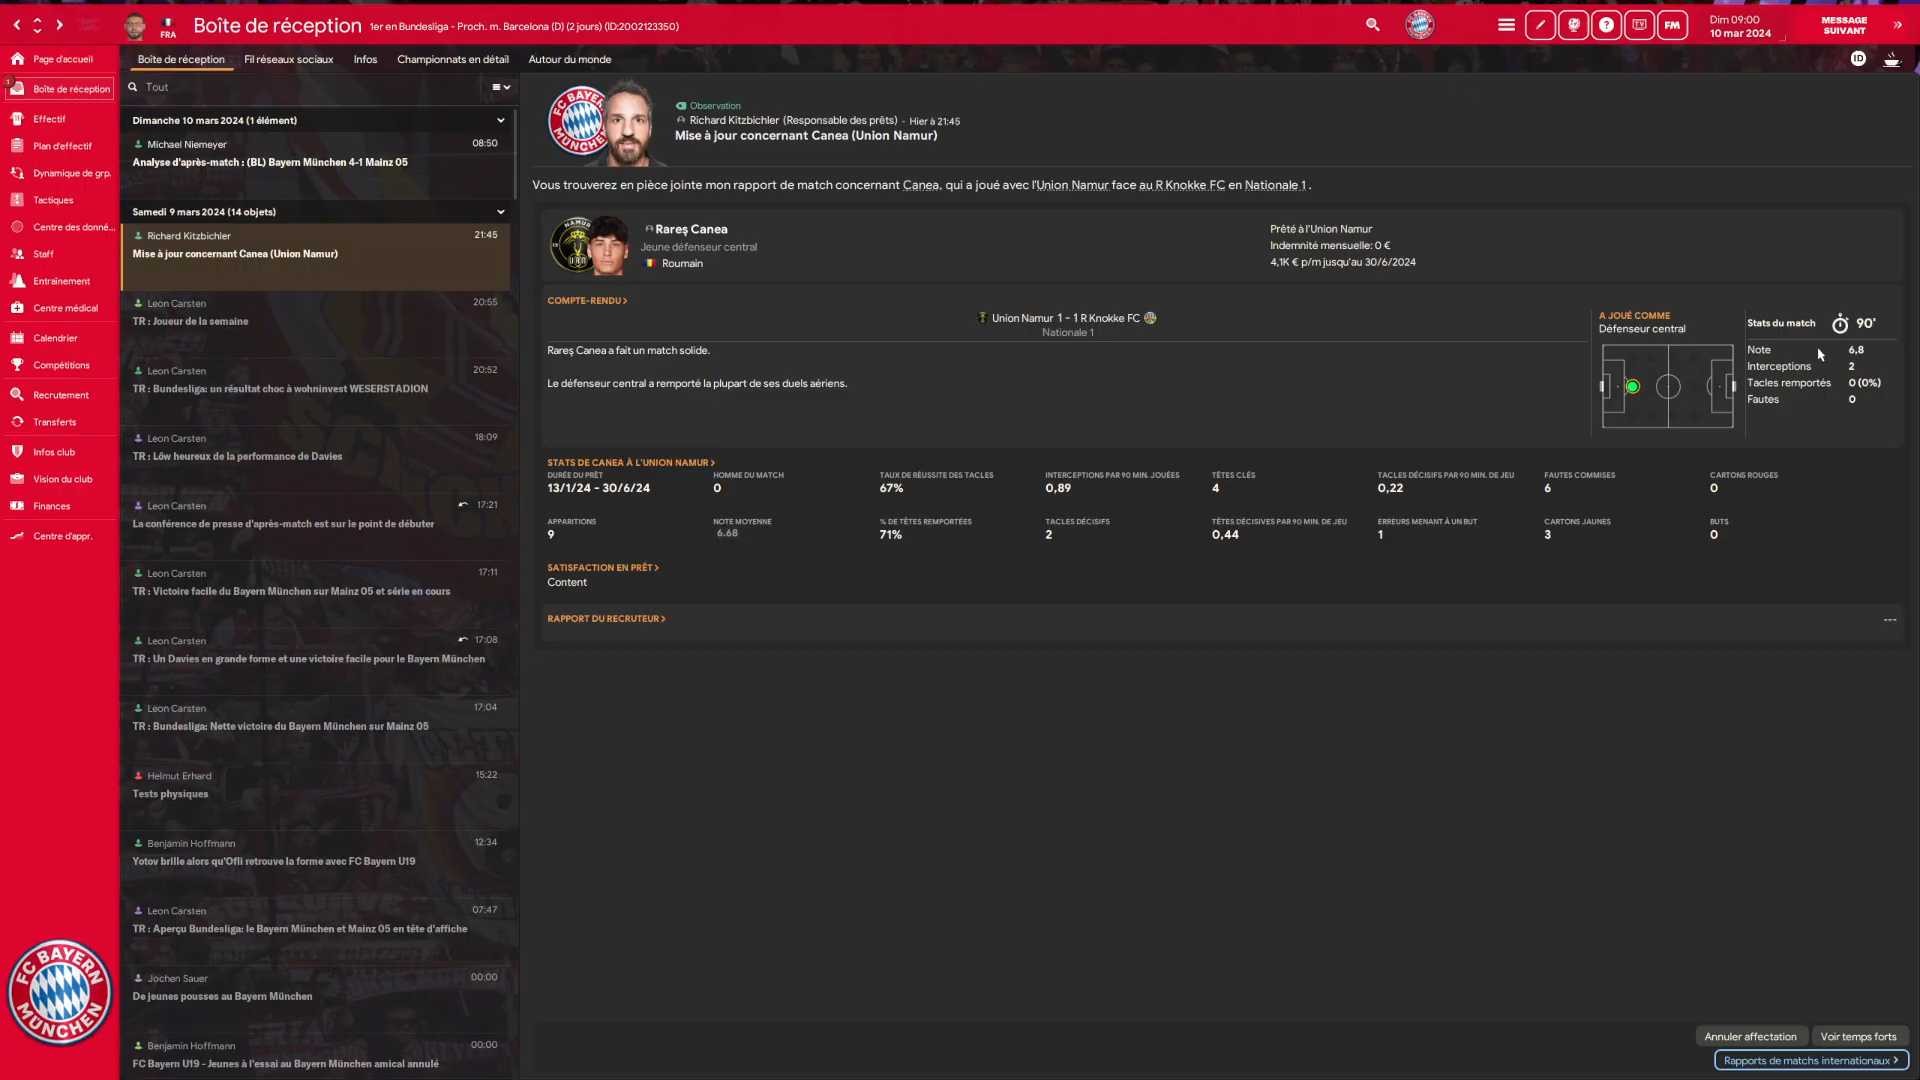 FRA
Boîte de réception
1er en Bundesliga - Proch. m. Barcelona (D) (2 jours) (ID:2002123350)
FM
Dim 09:00
10 mar 2024
MESSAGE
SUIVANT
Page d'accueil
1
Boîte de réception
Effectif
Plan d'effectif
Dynamique de grp.
Tactiques
Centre des donné...
Staff
Entraînement
Centre médical
Calendrier
Compétitions
Recrutement
Transferts
Infos club
Vision du club
Finances
Centre d'appr.
FC BAYERN
MÜNCHEN
Boîte de réception
Fil réseaux sociaux
Infos
Championnats en détail
Autour du monde
ID
Tout
Dimanche 10 mars 2024 (1 élément)
Michael Niemeyer
08:50
Analyse d'après-match : (BL) Bayern München 4-1 Mainz 05
Samedi 9 mars 2024 (14 objets)
Richard Kitzbichler
21:45
Mise à jour concernant Canea (Union Namur)
Leon Carsten
20:55
TR : Joueur de la semaine
Leon Carsten
20:52
TR : Bundesliga: un résultat choc à wohninvest WESERSTADION
Leon Carsten
18:09
TR : Lőw heureux de la performance de Davies
Leon Carsten
17:21
La conférence de presse d'après-match est sur le point de débuter
Leon Carsten
17:11
TR : Victoire facile du Bayern München sur Mainz 05 et série en cours
Leon Carsten
17:08
TR : Un Davies en grande forme et une victoire facile pour le Bayern München
Leon Carsten
17:04
TR : Bundesliga: Nette victoire du Bayern München sur Mainz 05
Helmut Erhard
15:22
Tests physiques
Benjamin Hoffmann
12:34
Yotov brille alors qu'Ofli retrouve la forme avec FC Bayern U19
Leon Carsten
07:47
TR : Aperçu Bundesliga: le Bayern München et Mainz 05 en tête d'affiche
Jochen Sauer
00:00
De jeunes pousses au Bayern München
Benjamin Hoffmann
00:00
FC Bayern U19 - Jeunes à l'essai au Bayern München amical annulé
FC BAYERN
MÜNCHEN
Observation
Richard Kitzbichler (Responsable des prêts) - Hier à 21:45
Mise à jour concernant Canea (Union Namur)
Vous trouverez en pièce jointe mon rapport de match concernant Canea, qui a joué avec l'Union Namur face au R Knokke FC en Nationale 1 .
NAMUR
Rareș Canea
Jeune défenseur central
Roumain
Prêté à l'Union Namur
Indemnité mensuelle: 0 €
4,1K € p/m jusqu'au 30/6/2024
COMPTE-RENDU >
Union Namur 1 - 1 R Knokke FC
Nationale 1
Rareș Canea a fait un match solide.
Le défenseur central a remporté la plupart de ses duels aériens.
A JOUÉ COMME
Défenseur central
Stats du match 90'
Note 6,8
Interceptions 2
Tacles remportés 0 (0%)
Fautes 0
STATS DE CANEA À L'UNION NAMUR >
DURÉE DU PRÊT
13/1/24 - 30/6/24
HOMME DU MATCH
0
TAUX DE RÉUSSITE DES TACLES
67%
INTERCEPTIONS PAR 90 MIN. JOUÉES
0,89
TÊTES CLÉS
4
TACLES DÉCISIFS PAR 90 MIN. DE JEU
0,22
FAUTES COMMISES
6
CARTONS ROUGES
0
APPARITIONS
9
NOTE MOYENNE
6.68
% DE TÊTES REMPORTÉES
71%
TACLES DÉCISIFS
2
TÊTES DÉCISIVES PAR 90 MIN. DE JEU
0,44
ERREURS MENANT À UN BUT
1
CARTONS JAUNES
3
BUTS
0
SATISFACTION EN PRÊT >
Content
RAPPORT DU RECRUTEUR >
---
Annuler affectation
Voir temps forts
Rapports de matchs internationaux >